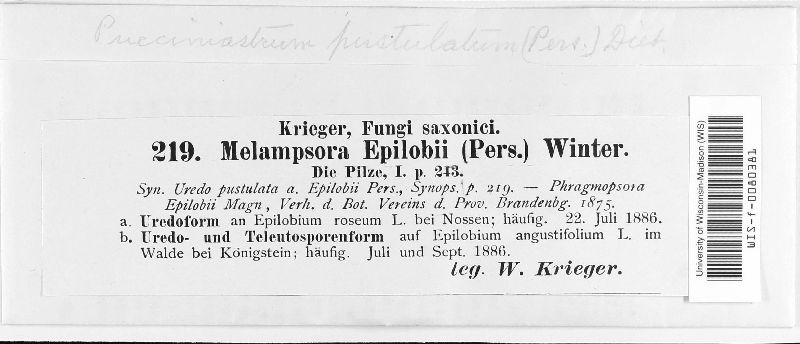 Pucciniastrum pustulatum (Pers.) Diet.
Krieger, Fungi saxonici.
219. Melampsora Epilobii (Pers.) Winter.
Die Pilze, I. p. 243.
Syn. Uredo pustulata a. Epilobii Pers., Synops. p. 219. — Phragmopsora
Epilobii Magn, Verh. d. Bot. Vereins d. Prov. Brandenbg. 1875.
a. Uredoform an Epilobium roseum L. bei Nossen; häufig. 22. Juli 1886.
b. Uredo- und Teleutosporenform auf Epilobium angustifolium L. im
Walde bei Königstein; häufig. Juli und Sept. 1886.
leg. W. Krieger.
University of Wisconsin-Madison (WIS)
WIS-f-0080381